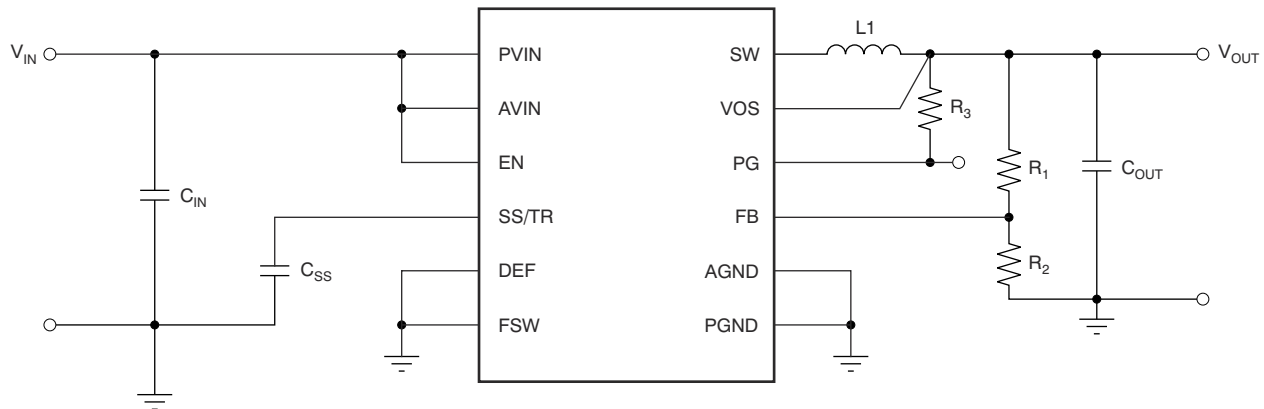 V_IN
C_IN
C_SS
PVIN
AVIN
EN
SS/TR
DEF
FSW
SW
VOS
PG
FB
AGND
PGND
L1
R_3
R_1
R_2
C_OUT
V_OUT